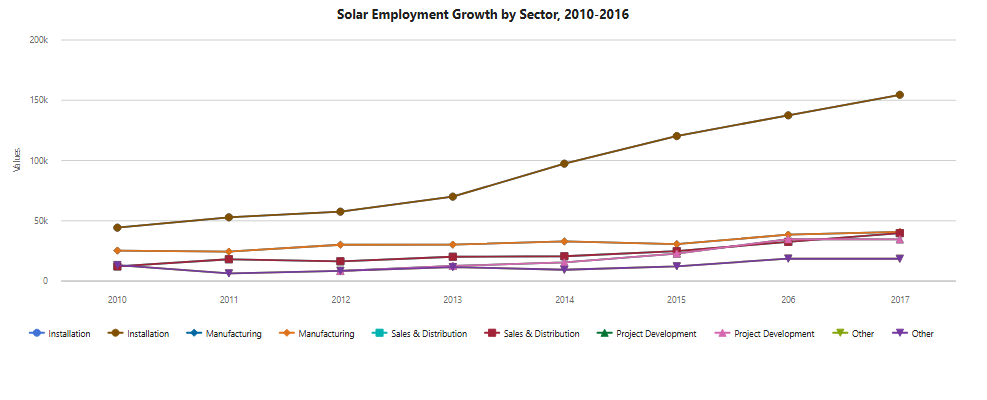 Solar Employment Growth by Sector, 2010-2016
200k
150k
100k
50k
0
Values
2010 2011 2012 2013 2014 2015 206 2017
Installation Installation Manufacturing Manufacturing Sales & Distribution Sales & Distribution Project Development Project Development Other Other